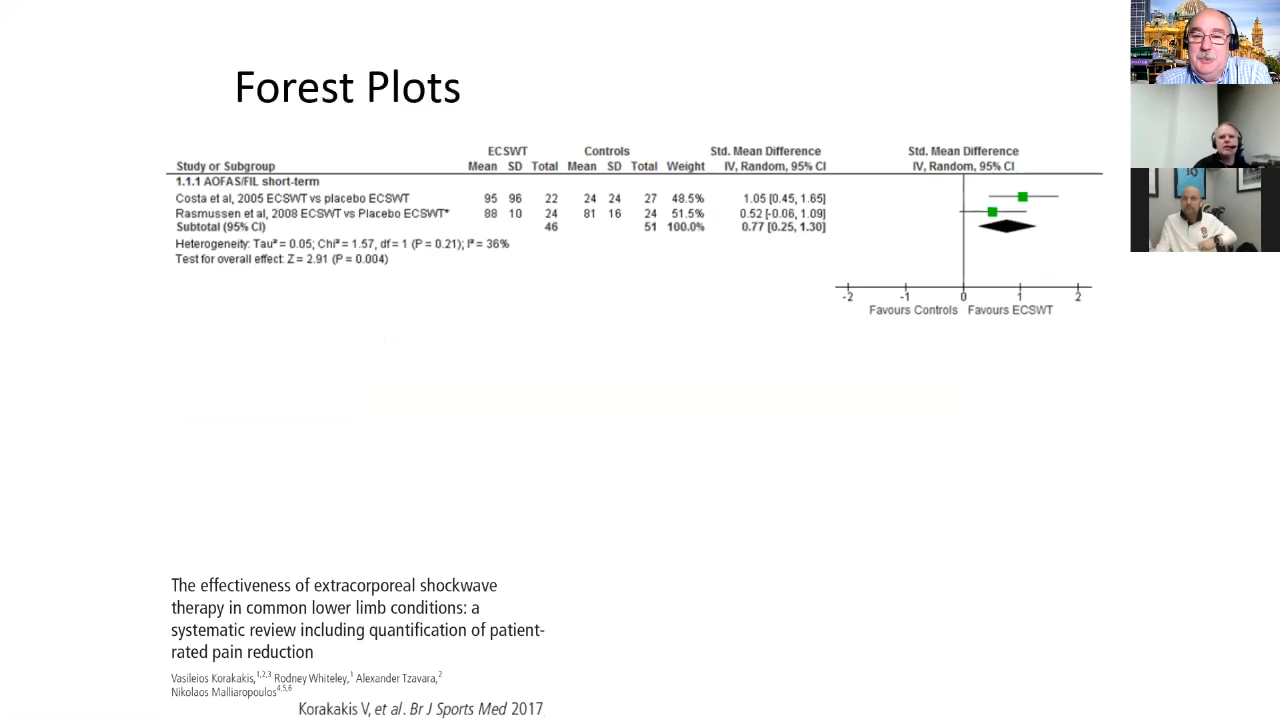 Forest Plots
ECSWT Controls Std. Mean Difference Std. Mean Difference
Study or Subgroup Mean SD Total Mean SD Total Weight IV, Random, 95% CI IV, Random, 95% CI
1.1.1 AOFAS/FIL short-term
Costa et al, 2005 ECSWT vs placebo ECSWT 95 96 22 24 24 27 48.5% 1.05 [0.45, 1.65]
Rasmussen et al, 2008 ECSWT vs Placebo ECSWT* 88 10 24 81 16 24 51.5% 0.52 [-0.06, 1.09]
Subtotal (95% CI) 46 51 100.0% 0.77 [0.25, 1.30]
Heterogeneity: Tau² = 0.05; Chi² = 1.57, df = 1 (P = 0.21); I² = 36%
Test for overall effect: Z = 2.91 (P = 0.004)
-2 -1 0 1 2
Favours Controls Favours ECSWT
The effectiveness of extracorporeal shockwave
therapy in common lower limb conditions: a
systematic review including quantification of patient-
rated pain reduction
Vasileios Korakakis,1,2,3 Rodney Whiteley,1 Alexander Tzavara,2
Nikolaos Malliaropoulos4,5,6
Korakakis V, et al. Br J Sports Med 2017